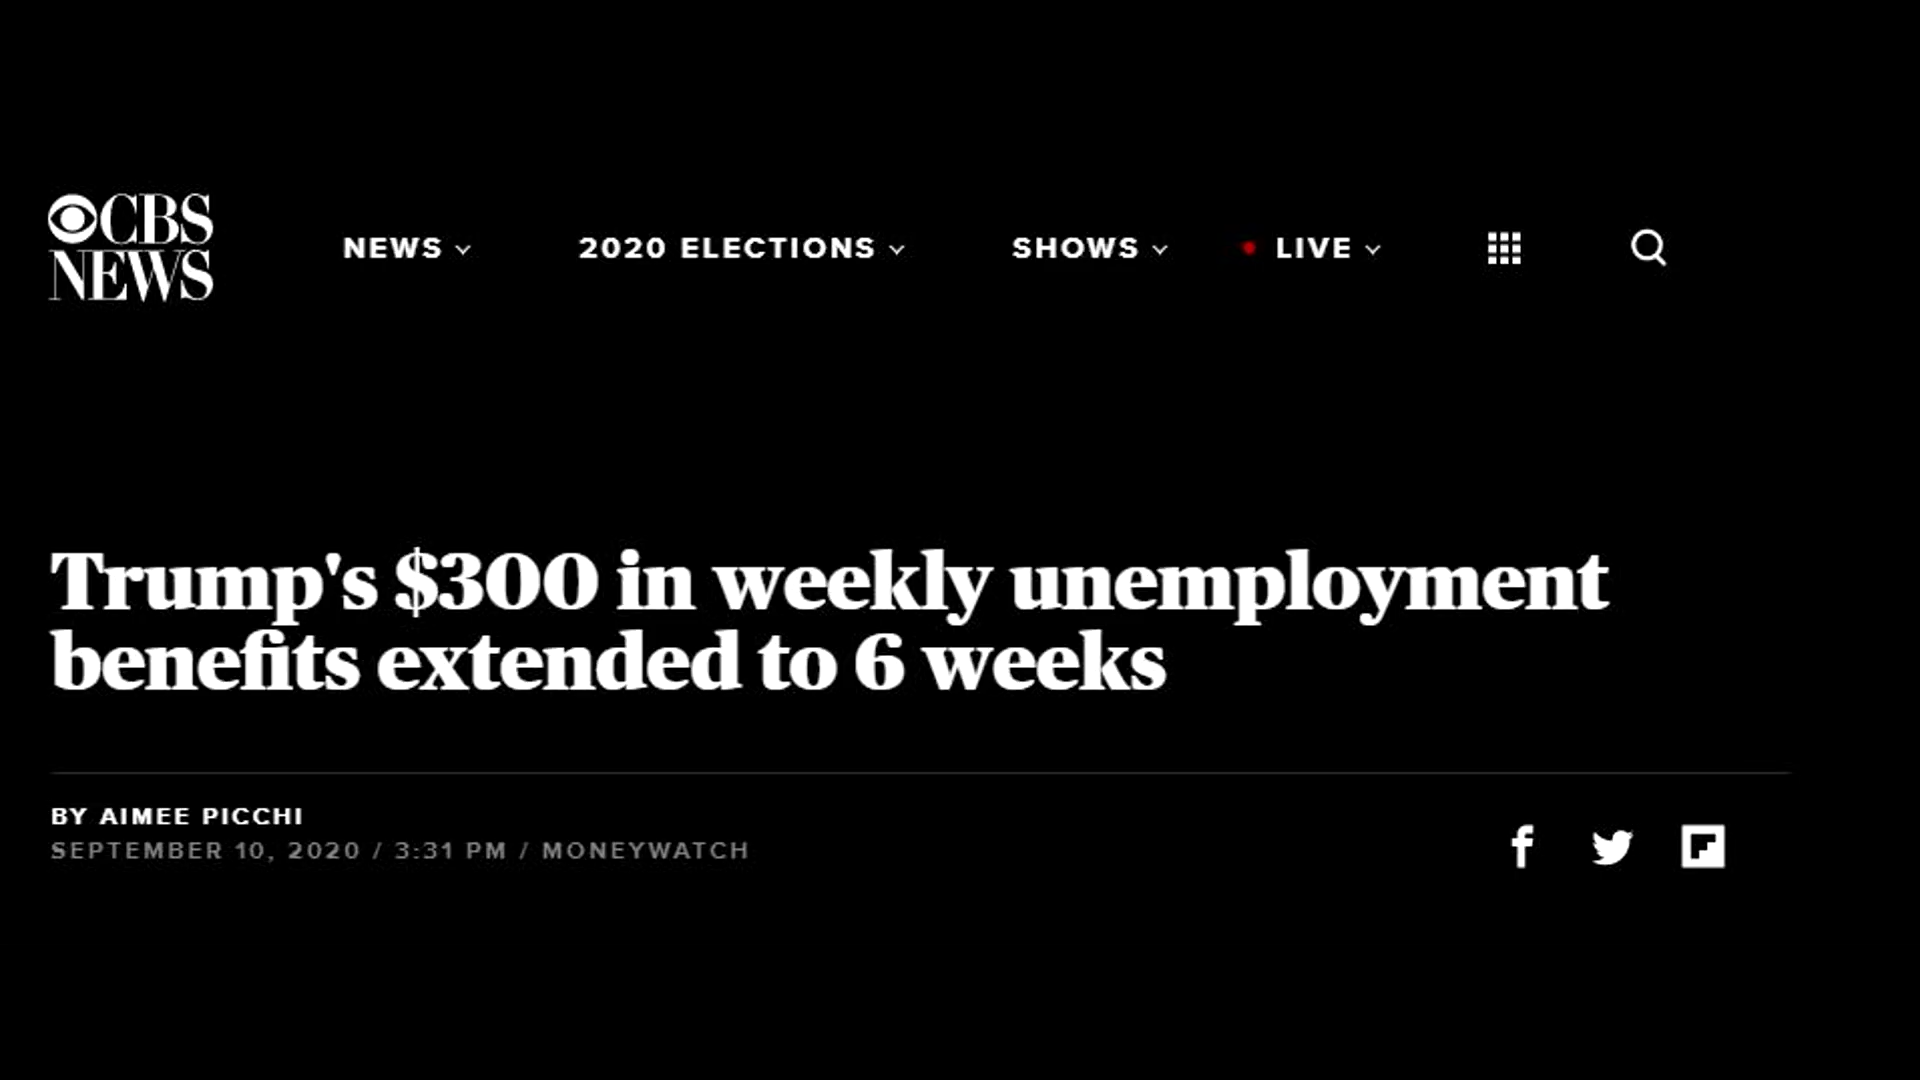 CBS
NEWS
NEWS
2020 ELECTIONS
SHOWS
LIVE
Trump's $300 in weekly unemployment
benefits extended to 6 weeks
BY AIMEE PICCHI
SEPTEMBER 10, 2020 / 3:31 PM / MONEYWATCH